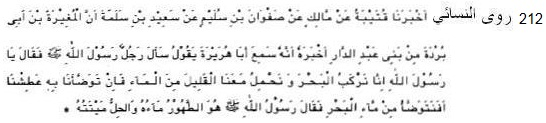 212 روى النسائي أخبرنا قتيبة عن مالك عن صفوان بن سليم عن سعيد بن سلمة أن المغيرة بن أبي
بردة من بني عبد الدار أخبره أنه سمع أبا هريرة يقول سأل رجل رسول الله ﷺ فقال يا
رسول الله إنا نركب البحر و نحمل معنا القليل من الماء فإن توضأنا به عطشنا
أفنتوضأ من ماء البحر فقال رسول الله ﷺ هو الطهور ماءه والحل ميتته *